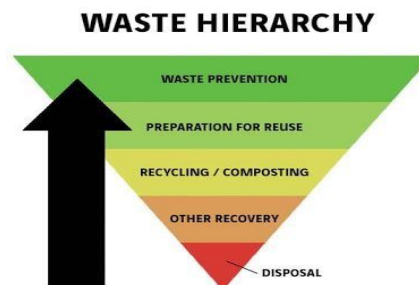 WASTE HIERARCHY
WASTE PREVENTION
PREPARATION FOR REUSE
RECYCLING / COMPOSTING
OTHER RECOVERY
DISPOSAL